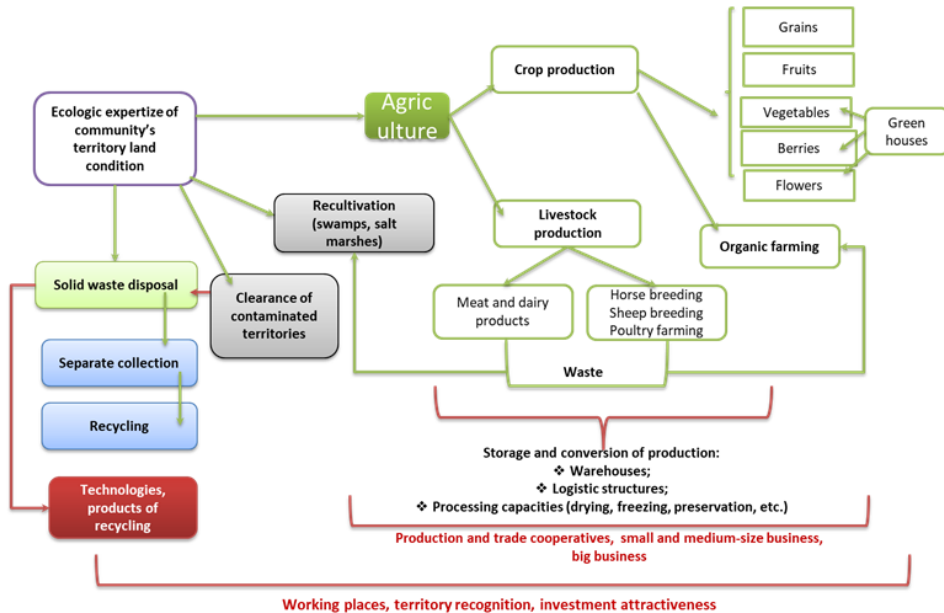 Ecologic expertize of
community's
territory land
condition
Agric
ulture
Crop production
Grains
Fruits
Vegetables
Berries
Flowers
Green
houses
Recultivation
(swamps, salt
marshes)
Livestock
production
Organic farming
Solid waste disposal
Clearance of
contaminated
territories
Meat and dairy
products
Horse breeding
Sheep breeding
Poultry farming
Separate collection
Waste
Recycling
Technologies,
products of
recycling
Storage and conversion of production:
❖ Warehouses;
❖ Logistic structures;
❖ Processing capacities (drying, freezing, preservation, etc.)
Production and trade cooperatives, small and medium-size business,
big business
Working places, territory recognition, investment attractiveness